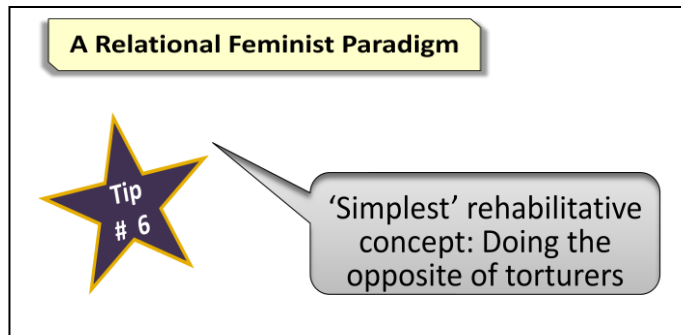 A Relational Feminist Paradigm
Tip
# 6
‘Simplest’ rehabilitative
concept: Doing the
opposite of torturers